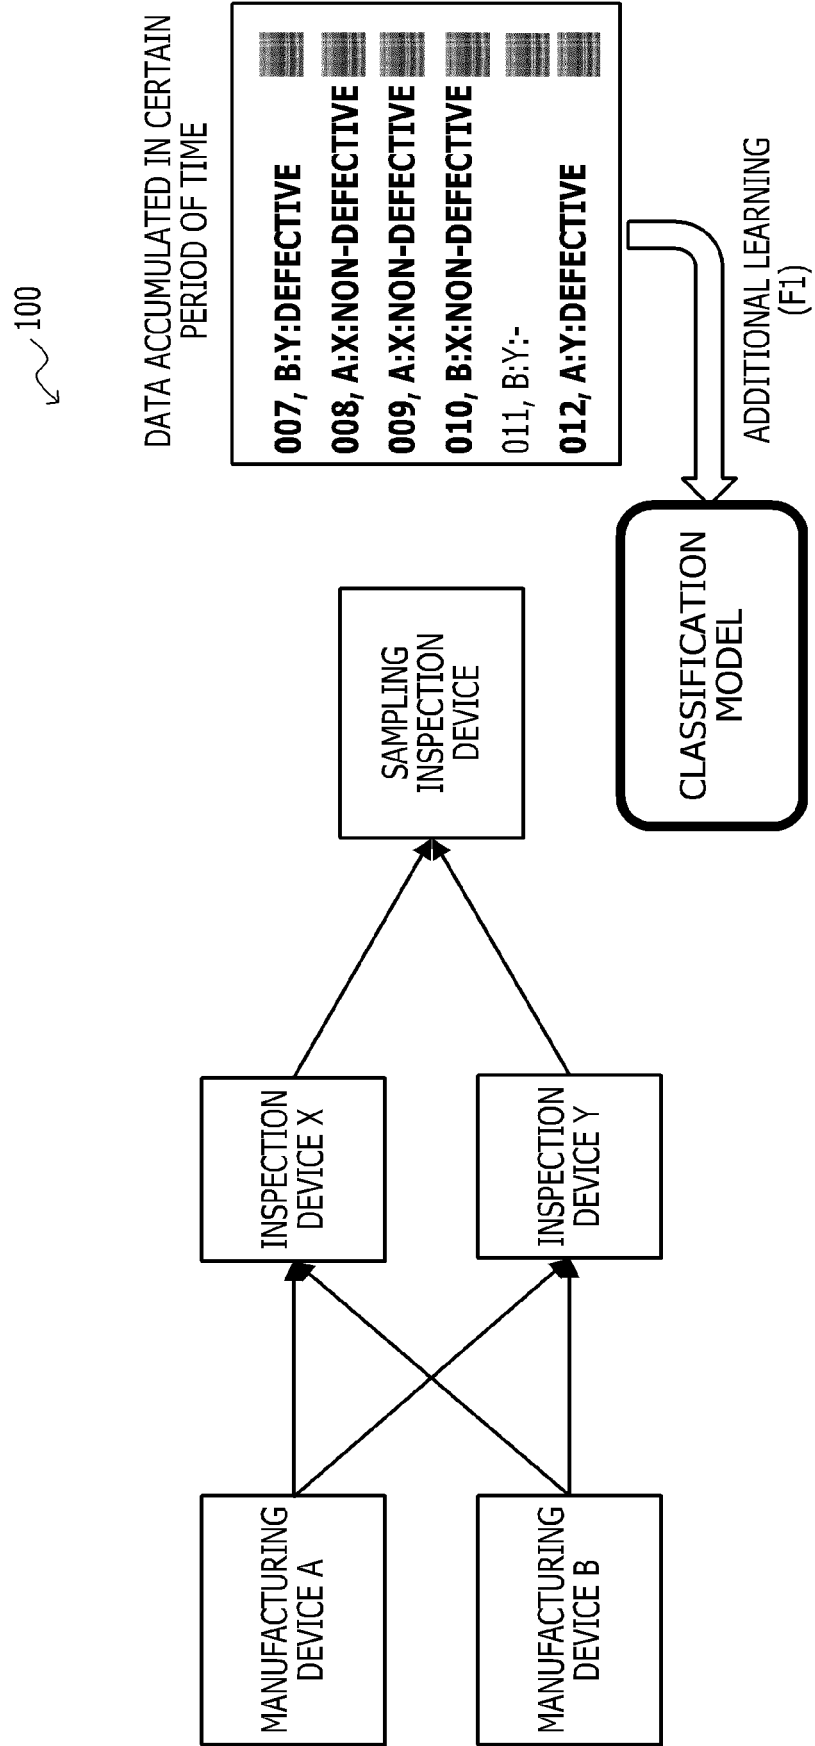 100
DATA ACCUMULATED IN CERTAIN
PERIOD OF TIME
007, B:Y:DEFECTIVE
008, A:X:NON-DEFECTIVE
009, A:X:NON-DEFECTIVE
010, B:X:NON-DEFECTIVE
011, B:Y:-
012, A:Y:DEFECTIVE
MANUFACTURING
DEVICE A
INSPECTION
DEVICE X
SAMPLING
INSPECTION
DEVICE
MANUFACTURING
DEVICE B
INSPECTION
DEVICE Y
CLASSIFICATION
MODEL
ADDITIONAL LEARNING
(F1)